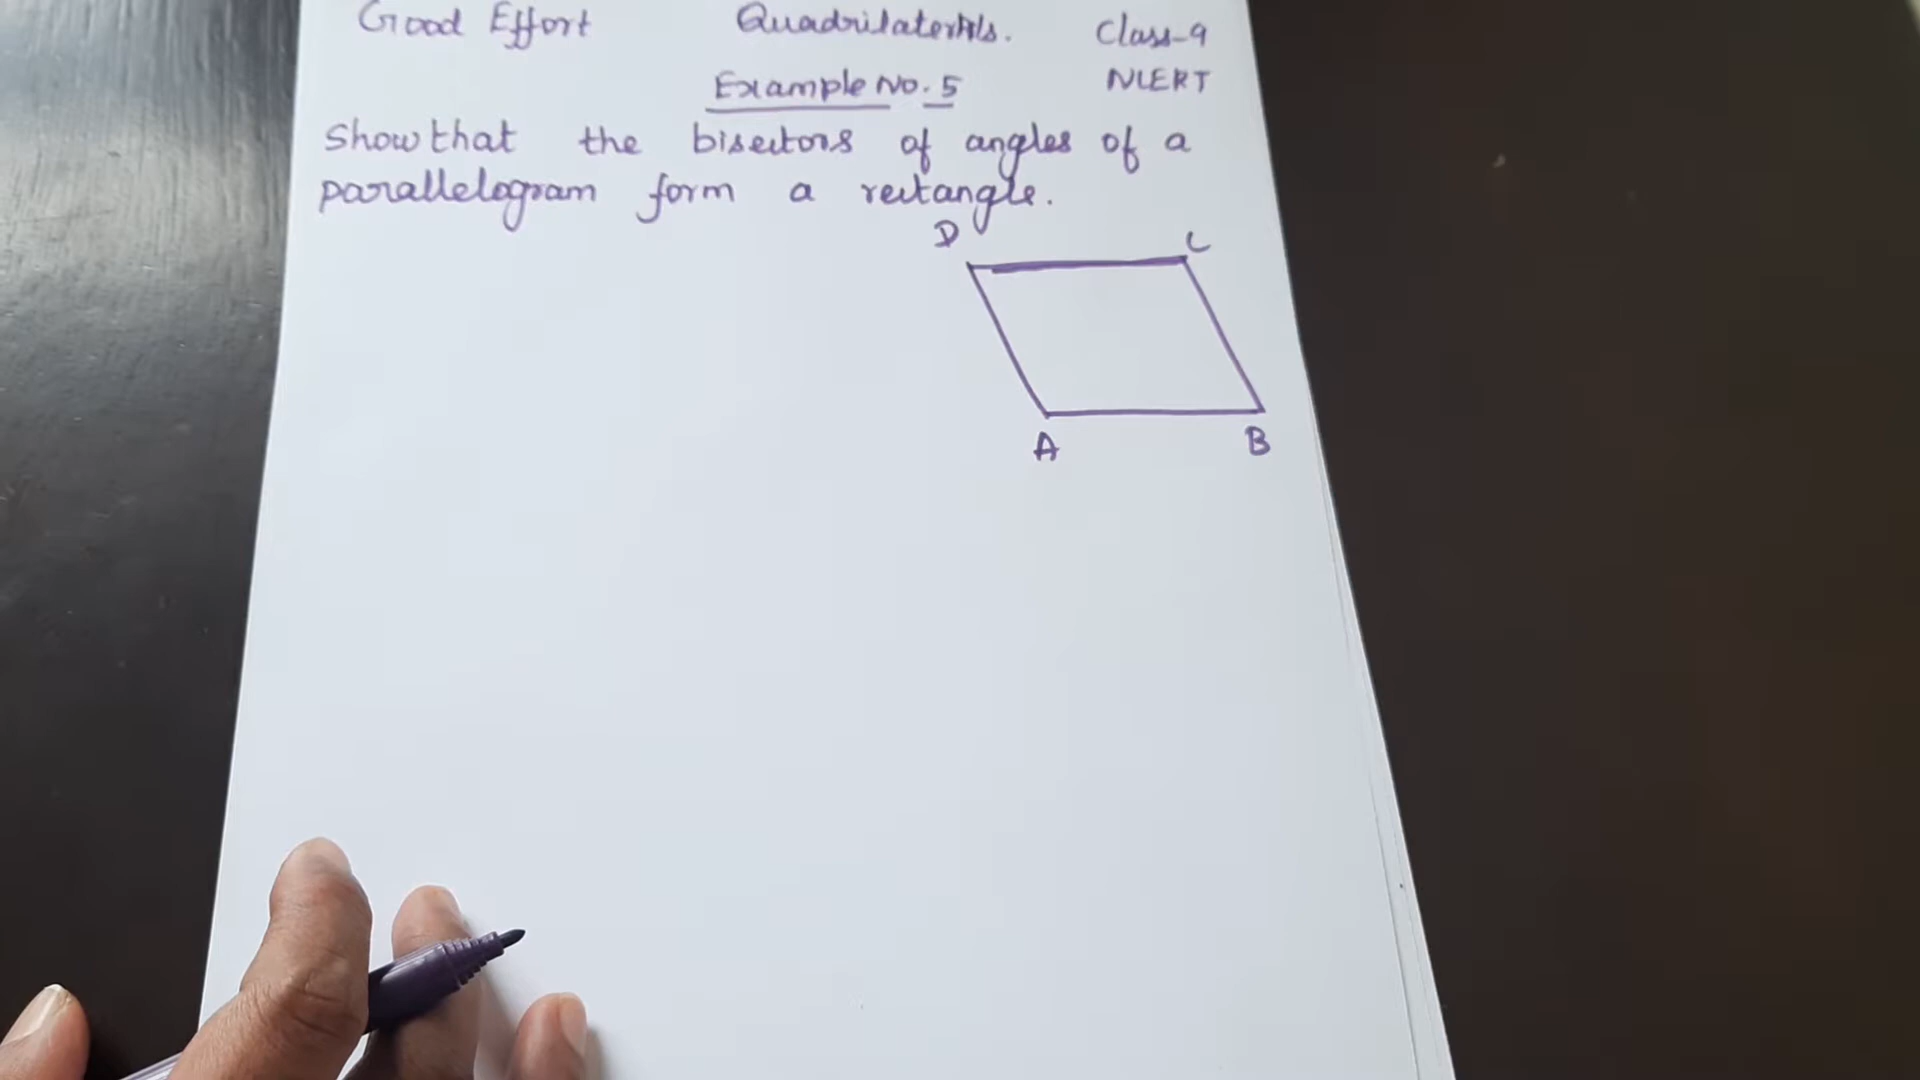 Good Effort Quadrilaterals. Class-9
Example No. 5 NCERT
Show that the bisectors of angles of a
parallelogram form a rectangle.
D C
A B